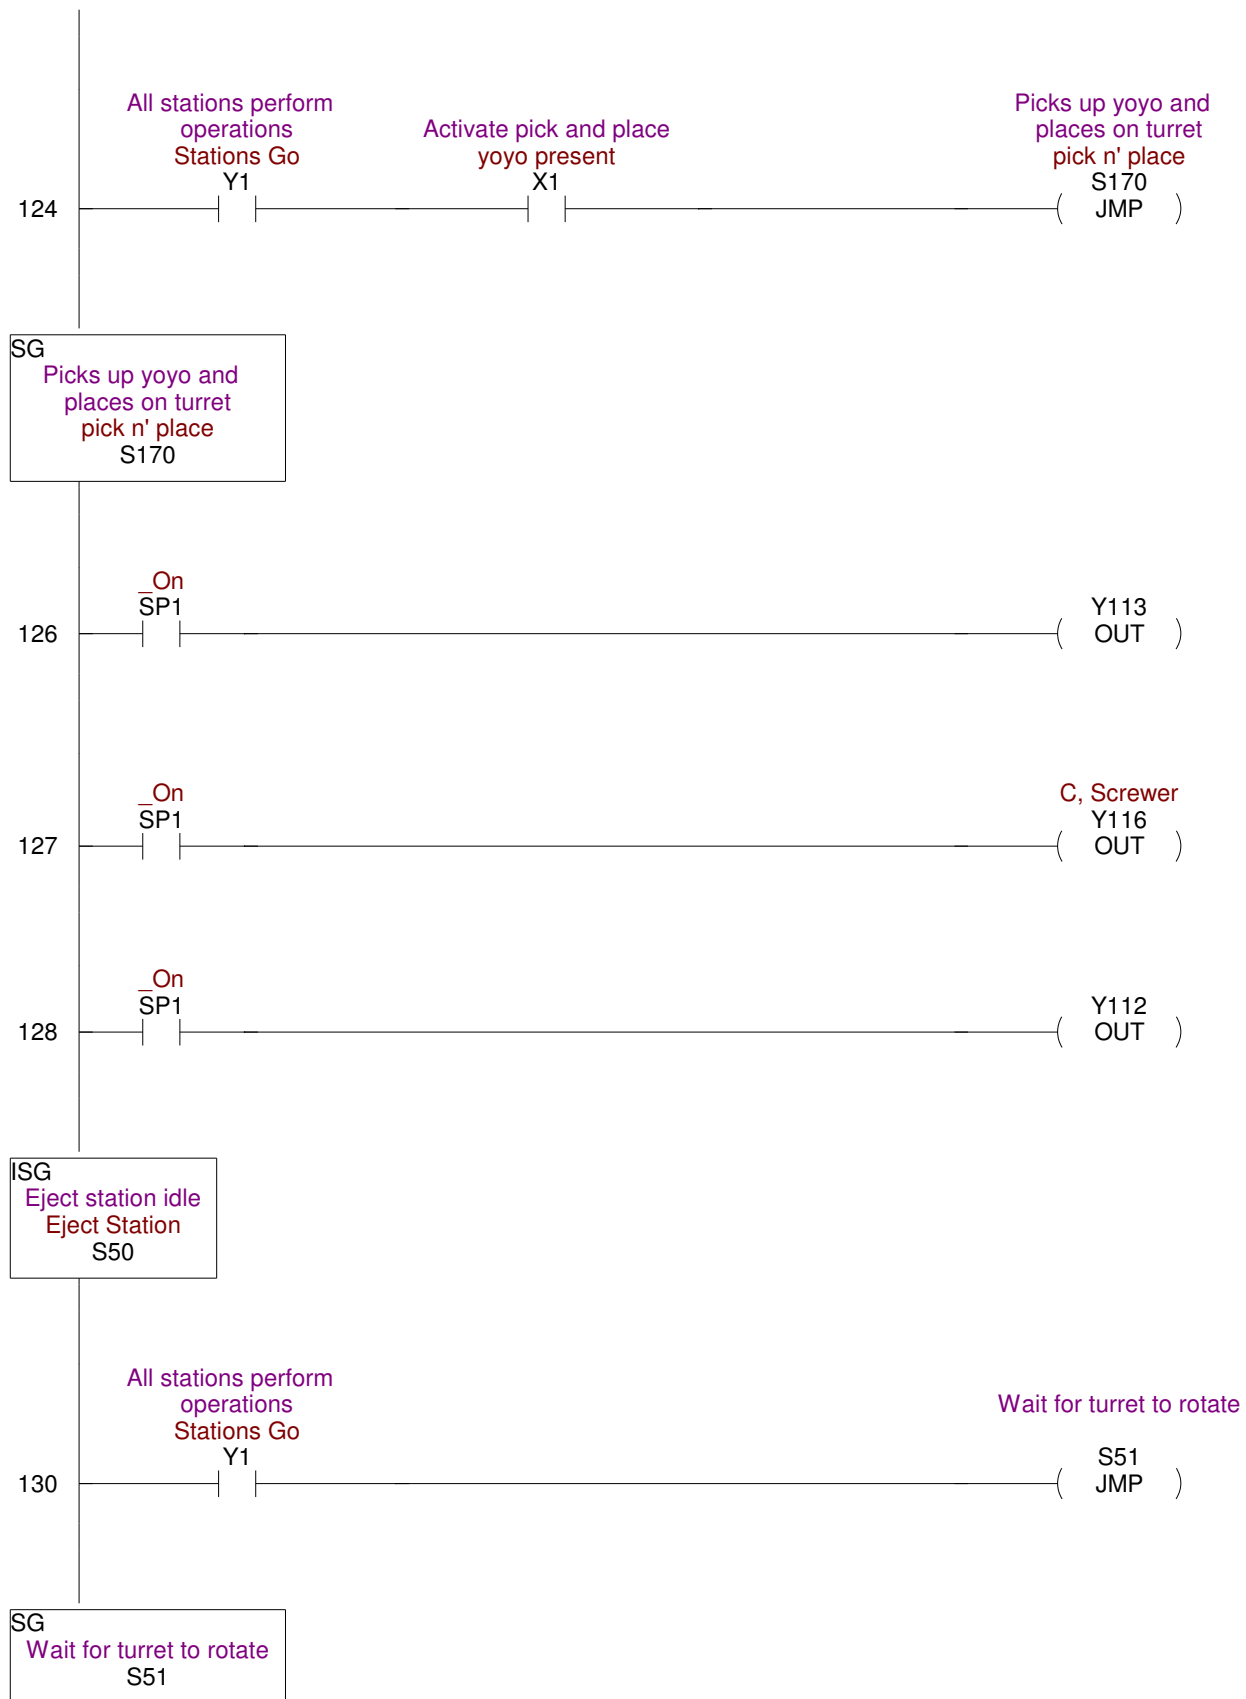 All stations perform
operations
Stations Go
Y1
Activate pick and place
yoyo present
X1
Picks up yoyo and
places on turret
pick n' place
S170
124
JMP
SG
Picks up yoyo and
places on turret
pick n' place
S170
_On
SP1
Y113
126
OUT
_On
SP1
C, Screwer
Y116
127
OUT
_On
SP1
Y112
128
OUT
ISG
Eject station idle
Eject Station
S50
All stations perform
operations
Stations Go
Y1
Wait for turret to rotate
S51
130
JMP
SG
Wait for turret to rotate
S51